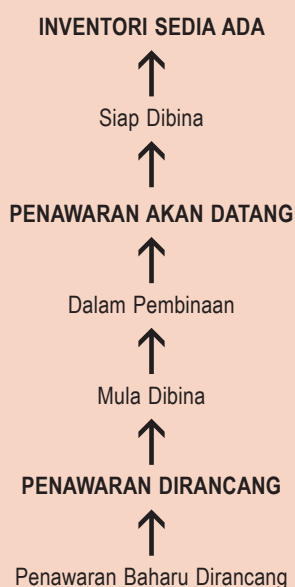 INVENTORI SEDIA ADA
Siap Dibina
PENAWARAN AKAN DATANG
Dalam Pembinaan
Mula Dibina
PENAWARAN DIRANCANG
Penawaran Baharu Dirancang